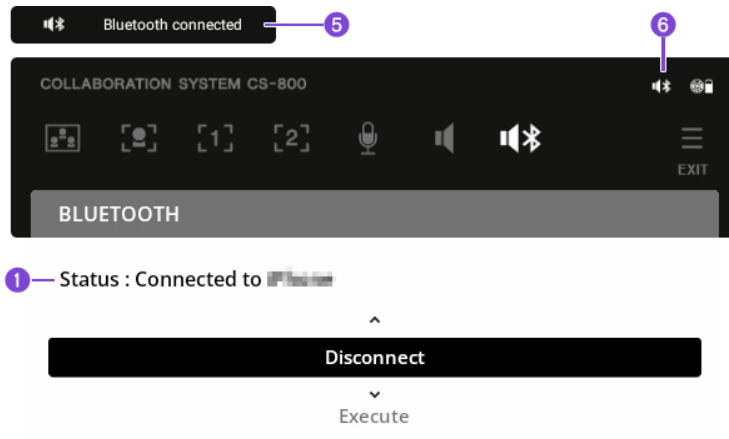 Bluetooth connected
5
6
COLLABORATION SYSTEM CS-800
[1] [2]
EXIT
BLUETOOTH
1 Status : Connected to
Disconnect
Execute